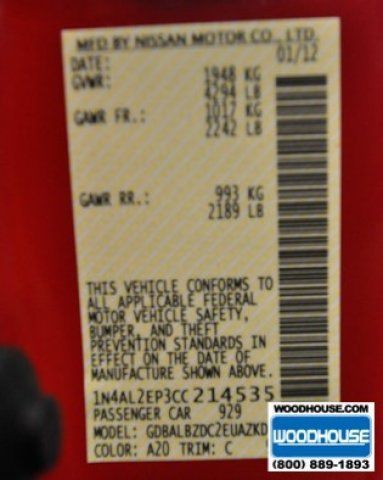 MFD BY NISSAN MOTOR CO., LTD.
DATE: 01/12
GVWR: 1948 KG
4294 LB
GAWR FR.: 1017 KG
2242 LB
GAWR RR.: 993 KG
2189 LB
THIS VEHICLE CONFORMS TO
ALL APPLICABLE FEDERAL
MOTOR VEHICLE SAFETY,
BUMPER, AND THEFT
PREVENTION STANDARDS IN
EFFECT ON THE DATE OF
MANUFACTURE SHOWN ABOVE.
1N4AL2EP3CC214535
PASSENGER CAR 929
MODEL: GDBALBZDC2EUAZKD
COLOR: A20 TRIM: C
WOODHOUSE.COM
WOODHOUSE
(800) 889-1893